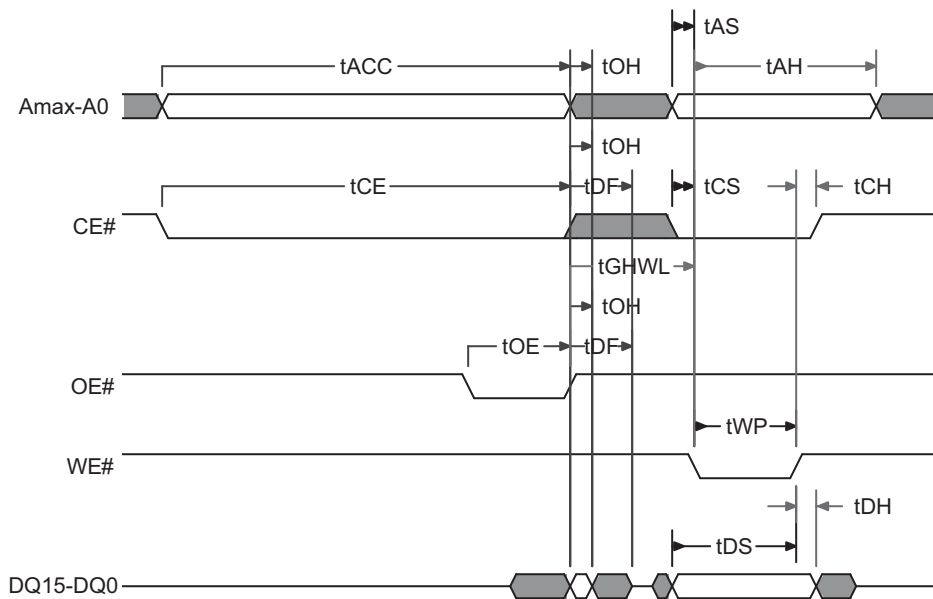 tAS
tACC tOH tAH
Amax-A0
tOH
tCE tDF tCS tCH
CE#
tGHWL
tOH
tOE tDF
OE#
tWP
WE#
tDH
tDS
DQ15-DQ0